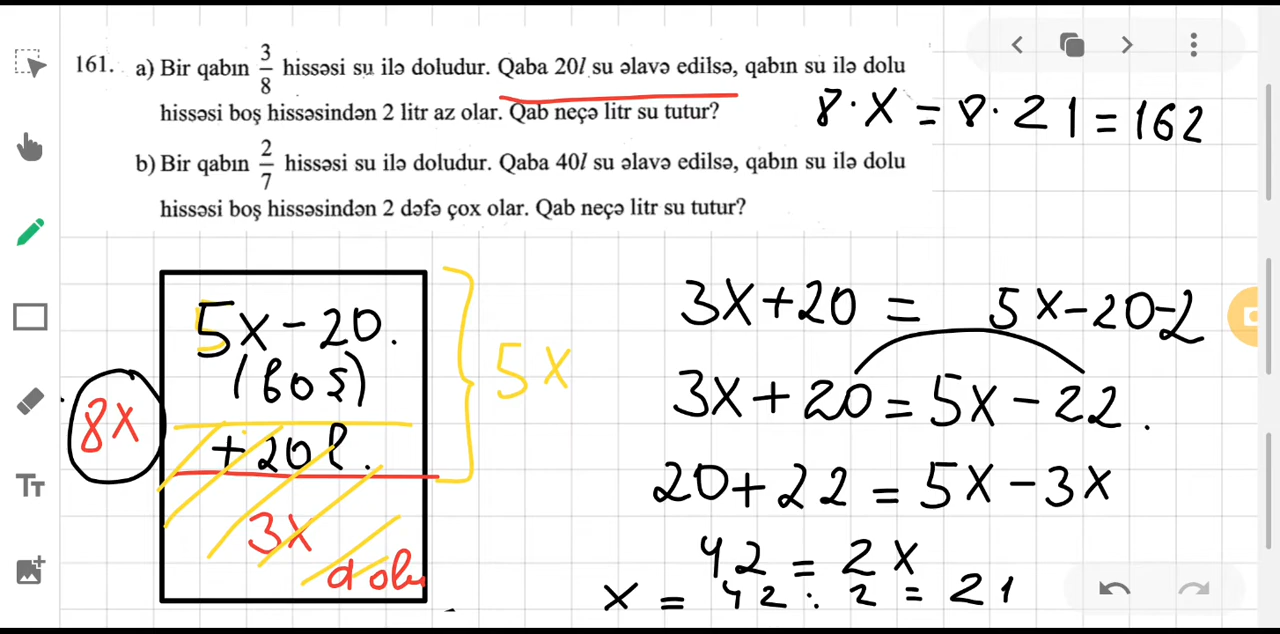 161. a) Bir qabın 3/8 hissəsi su ilə doludur. Qaba 20l su əlavə edilsə, qabın su ilə dolu
hissəsi boş hissəsindən 2 litr az olar. Qab neçə litr su tutur?
b) Bir qabın 2/7 hissəsi su ilə doludur. Qaba 40l su əlavə edilsə, qabın su ilə dolu
hissəsi boş hissəsindən 2 dəfə çox olar. Qab neçə litr su tutur?
8·x = 8·21 = 162
5x-20.
(boş)
+20l.
3x
dolu
8x
5x
3x+20 = 5x-20-2
3x+20=5x-22.
20+22=5x-3x
42=2x
x = 42:2=21
TT